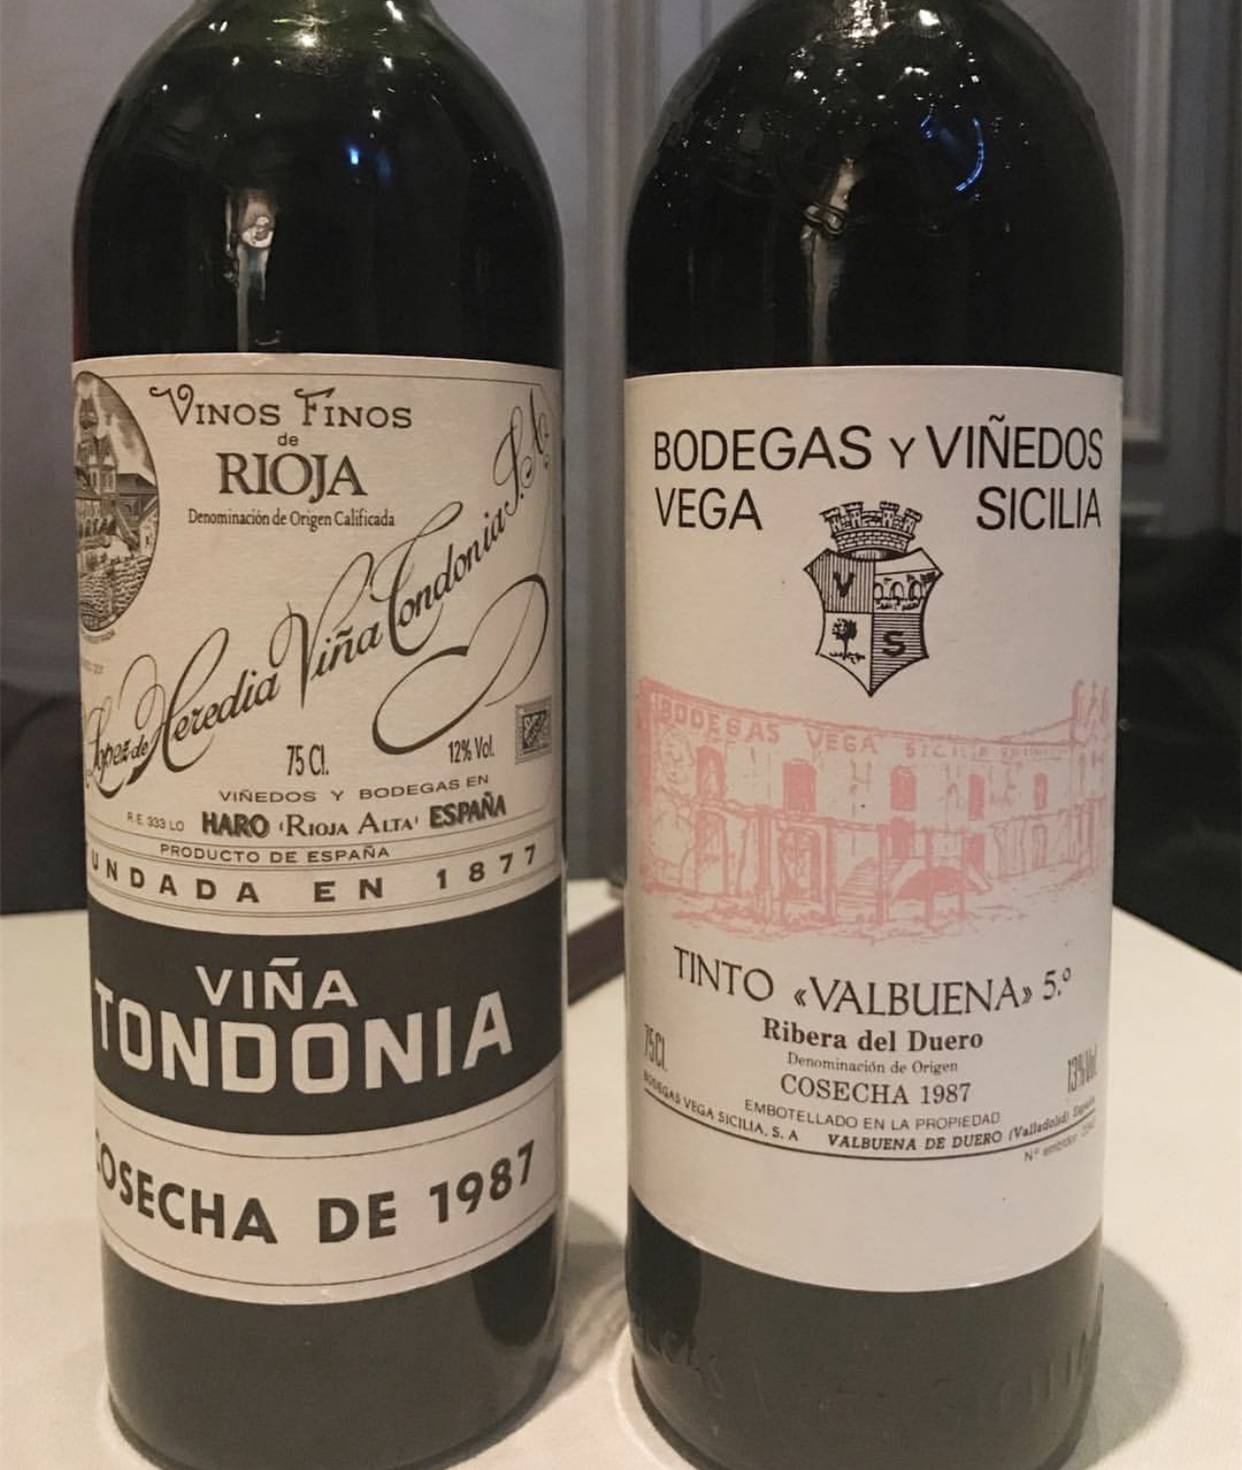 VINOS FINOS
de
RIOJA
Denominación de Origen Calificada
Lopez de Heredia Viña Tondonia S.A.
75 Cl.
12% Vol.
VIÑEDOS Y BODEGAS EN
R.E. 333 LO HARO (RIOJA ALTA) ESPAÑA
PRODUCTO DE ESPAÑA
UNDADA EN 1877
VIÑA
TONDONIA
COSECHA DE 1987
BODEGAS Y VIÑEDOS
VEGA SICILIA
V
S
BODEGAS VEGA SICILIA
TINTO «VALBUENA» 5.º
Ribera del Duero
75Cl.
Denominación de Origen
13%Vol.
COSECHA 1987
EMBOTELLADO EN LA PROPIEDAD
BODEGAS VEGA SICILIA, S. A VALBUENA DE DUERO (Valladolid) España
Nº